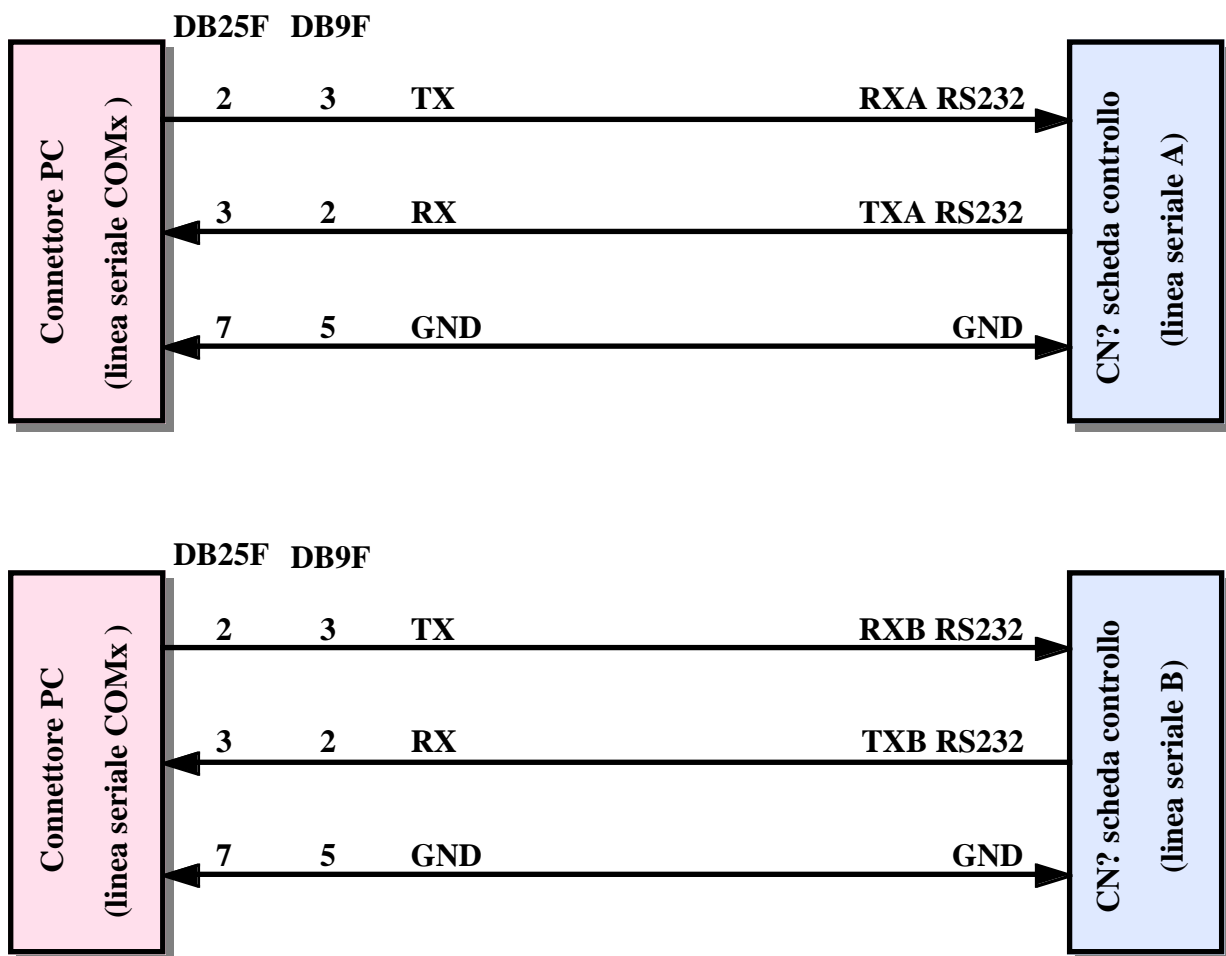 DB25F DB9F
Connettore PC
(linea seriale COMx )
2 3 TX RXA RS232
3 2 RX TXA RS232
7 5 GND GND
CN? scheda controllo
(linea seriale A)
DB25F DB9F
Connettore PC
(linea seriale COMx )
2 3 TX RXB RS232
3 2 RX TXB RS232
7 5 GND GND
CN? scheda controllo
(linea seriale B)